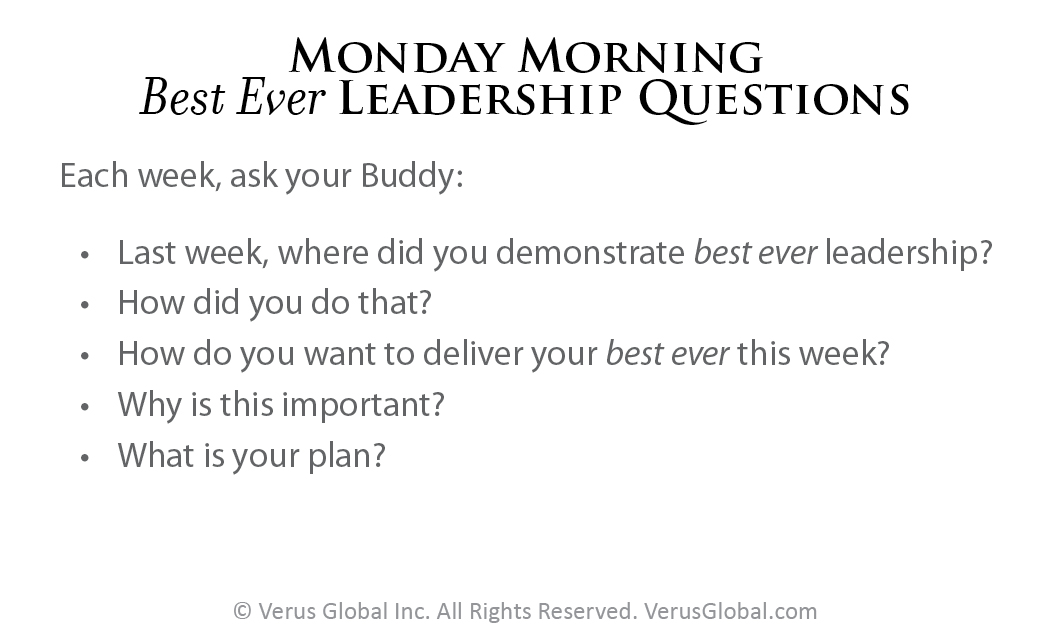 MONDAY MORNING
Best Ever LEADERSHIP QUESTIONS
Each week, ask your Buddy:
• Last week, where did you demonstrate best ever leadership?
• How did you do that?
• How do you want to deliver your best ever this week?
• Why is this important?
• What is your plan?
© Verus Global Inc. All Rights Reserved. VerusGlobal.com